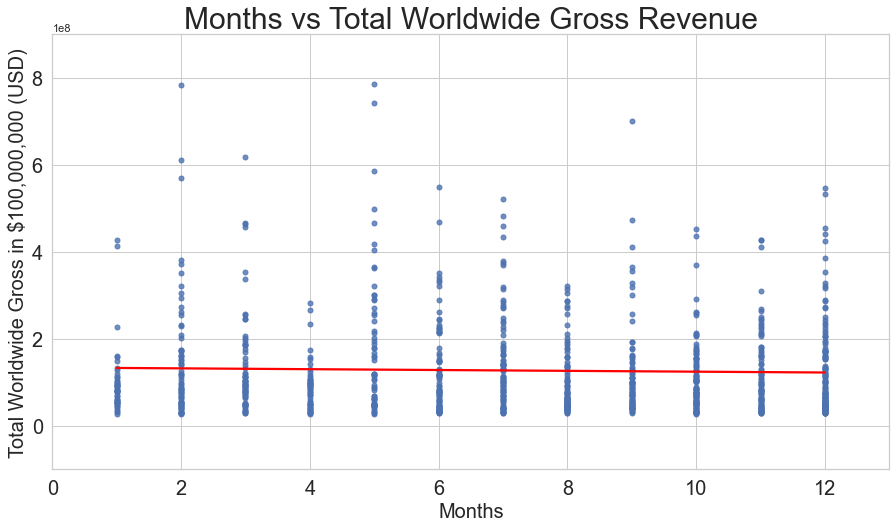 Months vs Total Worldwide Gross Revenue
1e8
Total Worldwide Gross in $100,000,000 (USD)
8
6
4
2
0
0 2 4 6 8 10 12
Months